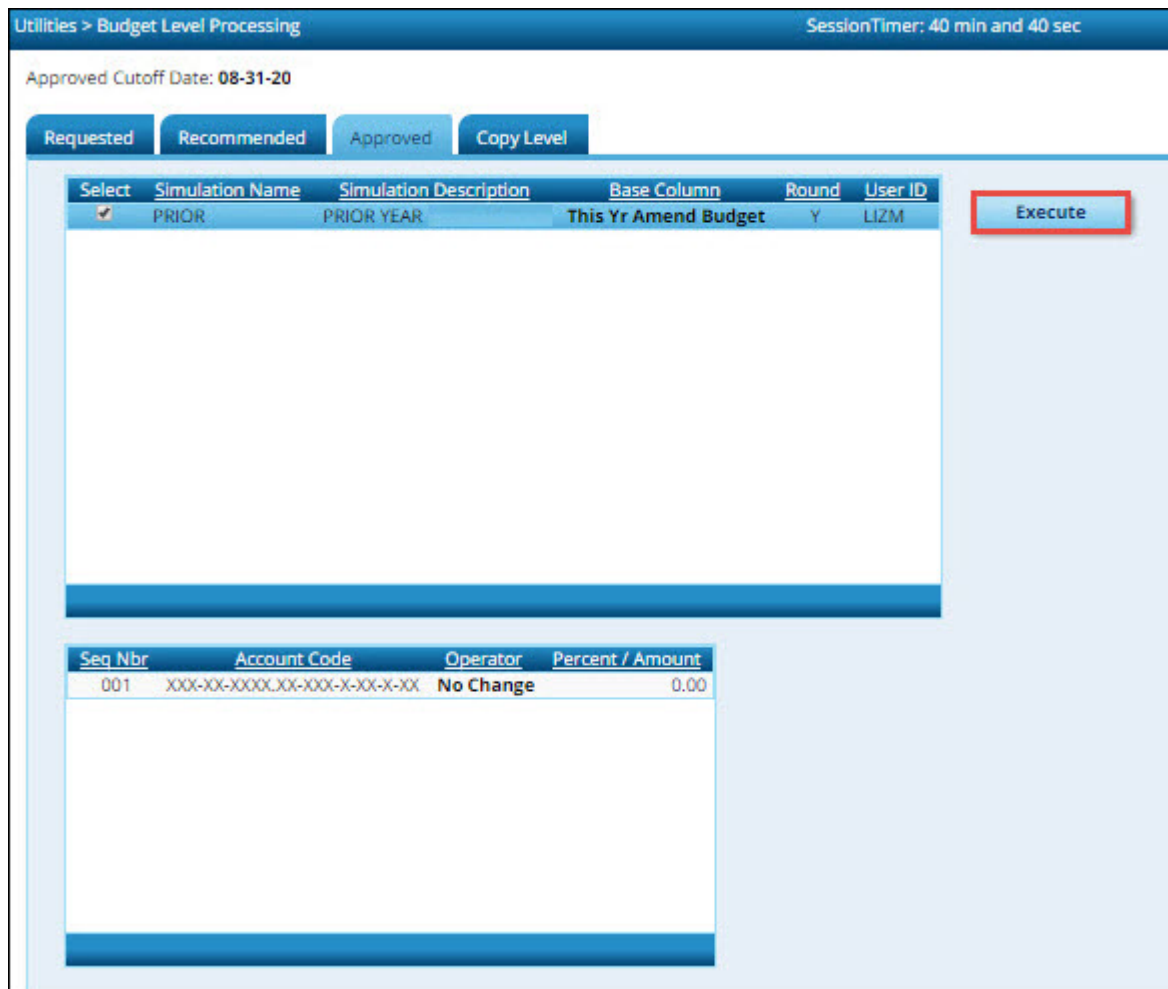 Utilities > Budget Level Processing SessionTimer: 40 min and 40 sec
Approved Cutoff Date: 08-31-20
Requested Recommended Approved Copy Level
Select Simulation Name Simulation Description Base Column Round User ID
PRIOR PRIOR YEAR This Yr Amend Budget Y LIZM
Execute
Seq Nbr Account Code Operator Percent / Amount
001 XXX-XX-XXXX.XX-XXX-X-XX-X-XX No Change 0.00